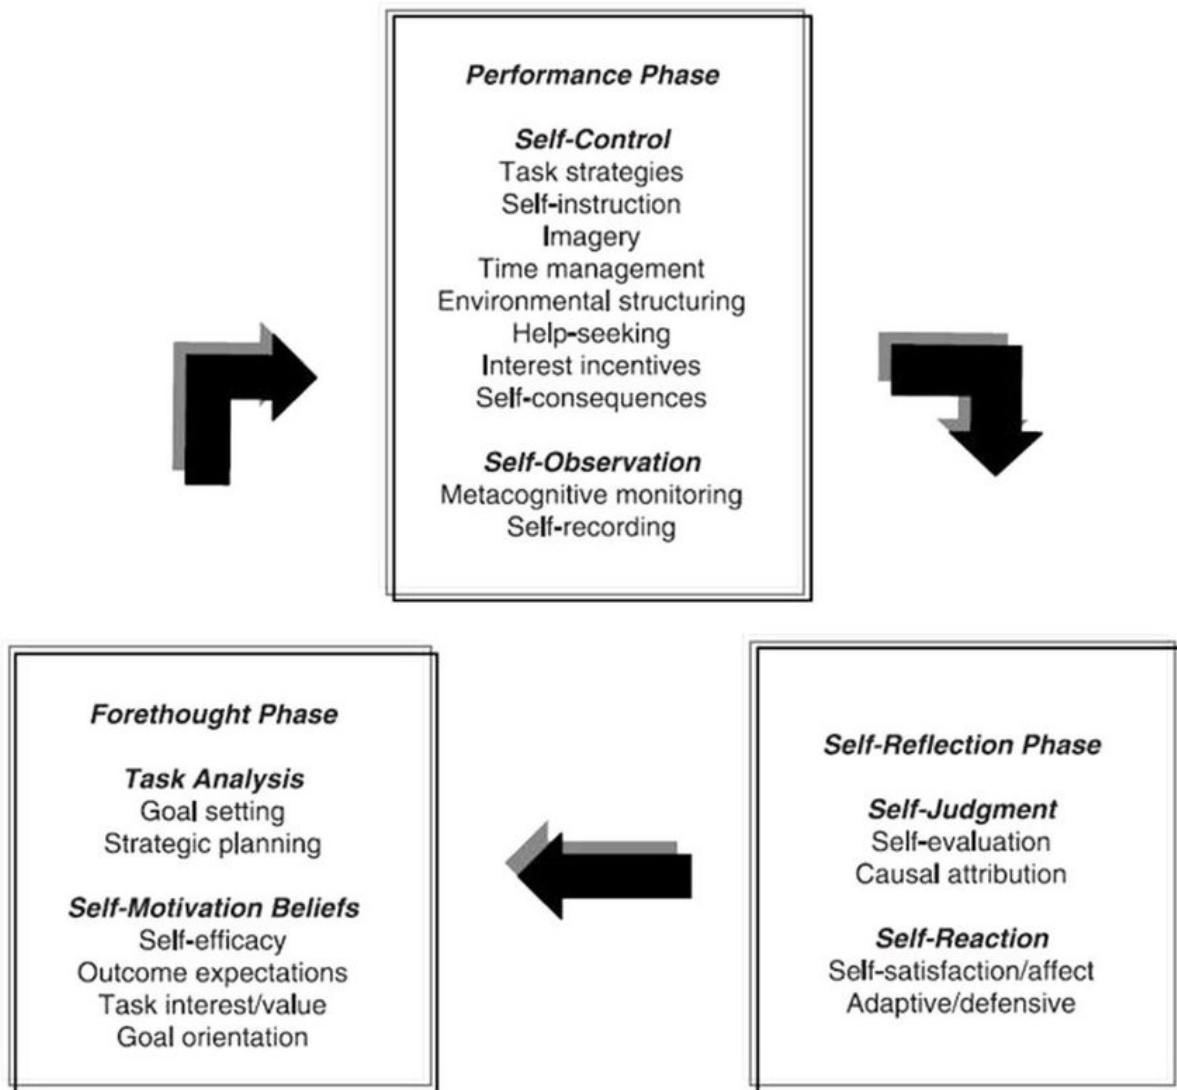 Performance Phase
Self-Control
Task strategies
Self-instruction
Imagery
Time management
Environmental structuring
Help-seeking
Interest incentives
Self-consequences
Self-Observation
Metacognitive monitoring
Self-recording
Forethought Phase
Task Analysis
Goal setting
Strategic planning
Self-Motivation Beliefs
Self-efficacy
Outcome expectations
Task interest/value
Goal orientation
Self-Reflection Phase
Self-Judgment
Self-evaluation
Causal attribution
Self-Reaction
Self-satisfaction/affect
Adaptive/defensive